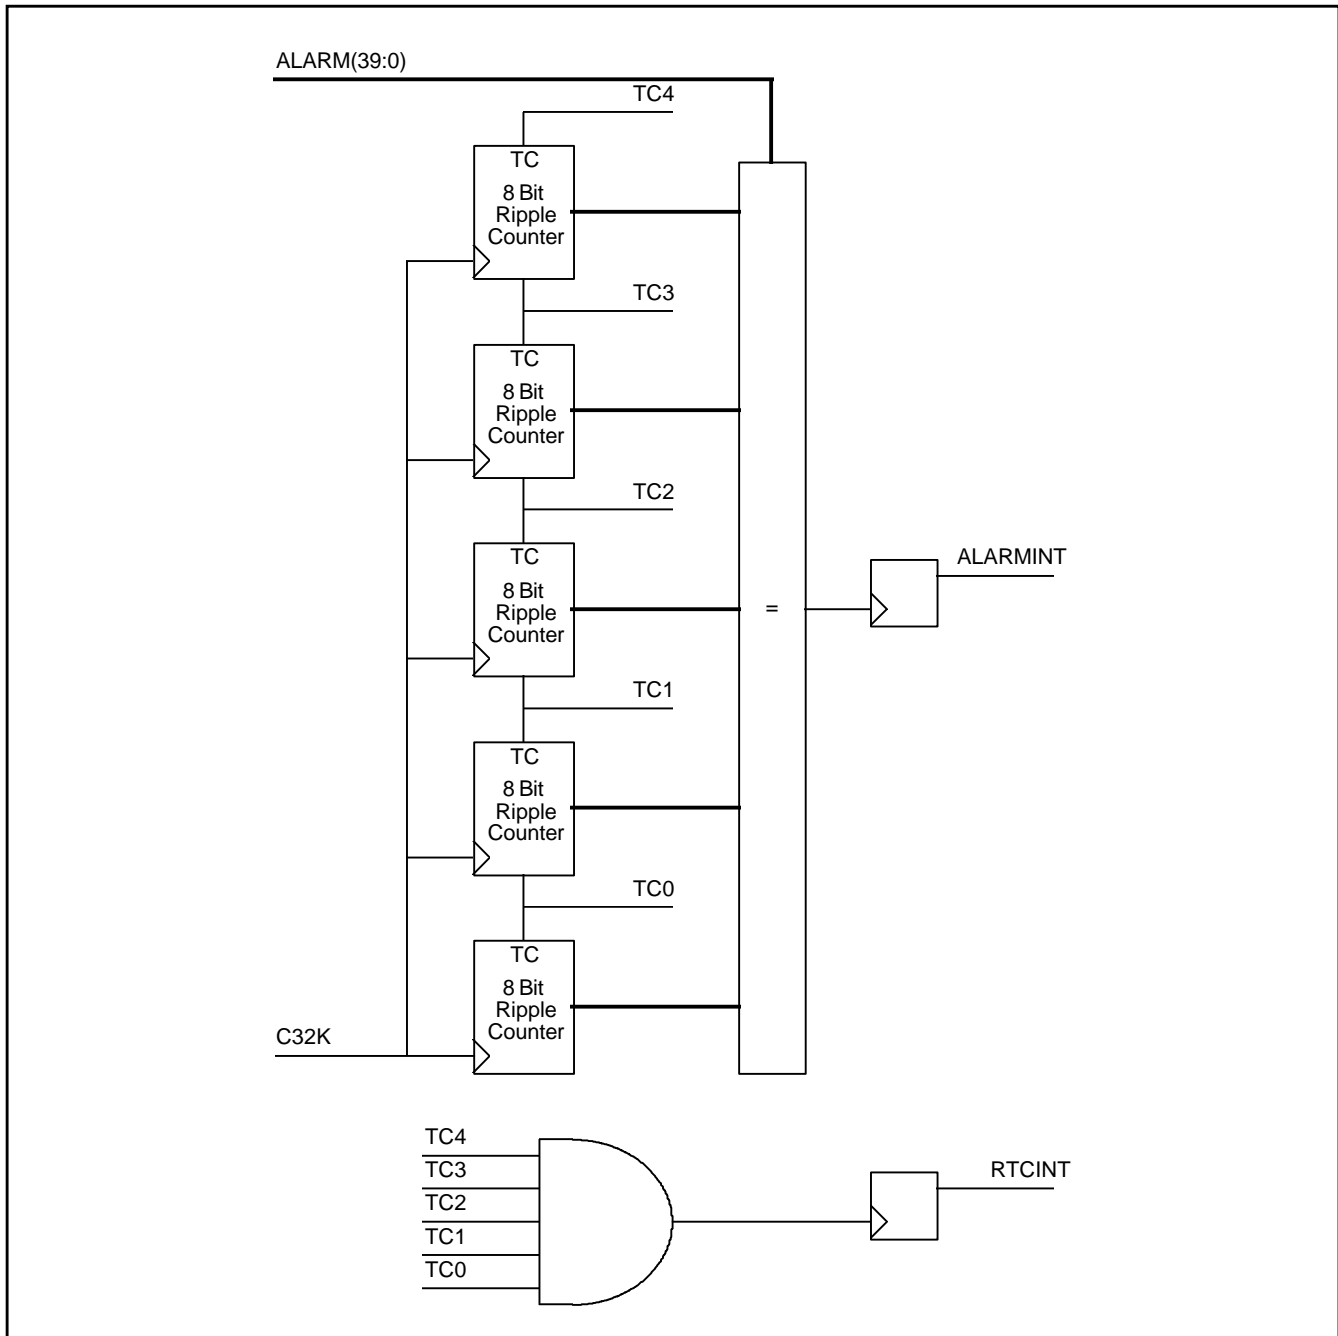 ALARM(39:0)
TC4
TC
8 Bit
Ripple
Counter
TC3
TC
8 Bit
Ripple
Counter
TC2
TC
8 Bit
Ripple
Counter
=
ALARMINT
TC1
TC
8 Bit
Ripple
Counter
TC0
TC
8 Bit
Ripple
Counter
C32K
TC4
TC3
TC2
TC1
TC0
RTCINT